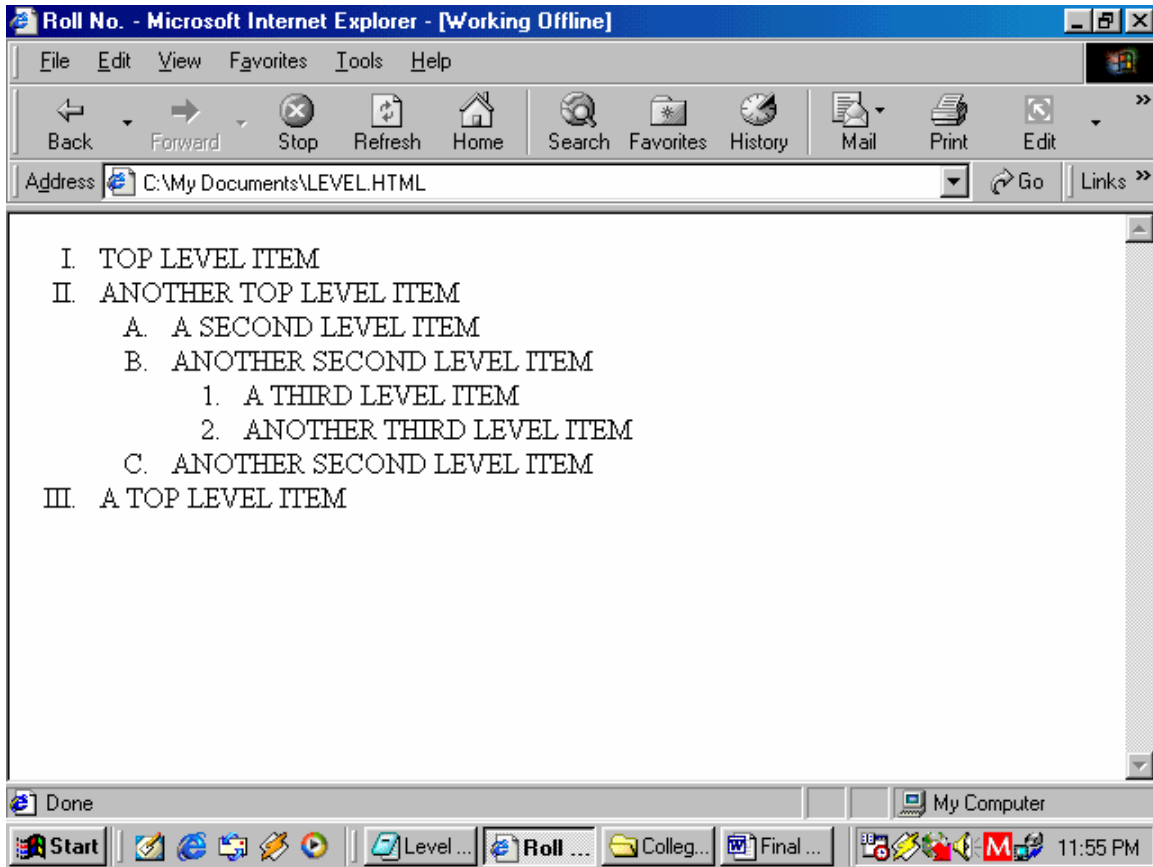 Roll No. - Microsoft Internet Explorer - [Working Offline]
File Edit View Favorites Tools Help
Back Forward Stop Refresh Home Search Favorites History Mail Print Edit »
Address C:\My Documents\LEVEL.HTML Go Links »
I. TOP LEVEL ITEM
II. ANOTHER TOP LEVEL ITEM
A. A SECOND LEVEL ITEM
B. ANOTHER SECOND LEVEL ITEM
1. A THIRD LEVEL ITEM
2. ANOTHER THIRD LEVEL ITEM
C. ANOTHER SECOND LEVEL ITEM
III. A TOP LEVEL ITEM
Done My Computer
Start Level ... Roll ... Colleg... Final ... M 11:55 PM